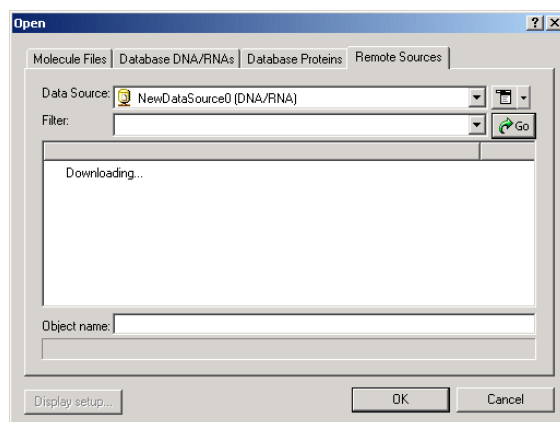 Open
Molecule Files Database DNA/RNAs Database Proteins Remote Sources
Data Source: NewDataSource0 (DNA/RNA)
Filter: Go
Downloading...
Object name:
Display setup... OK Cancel